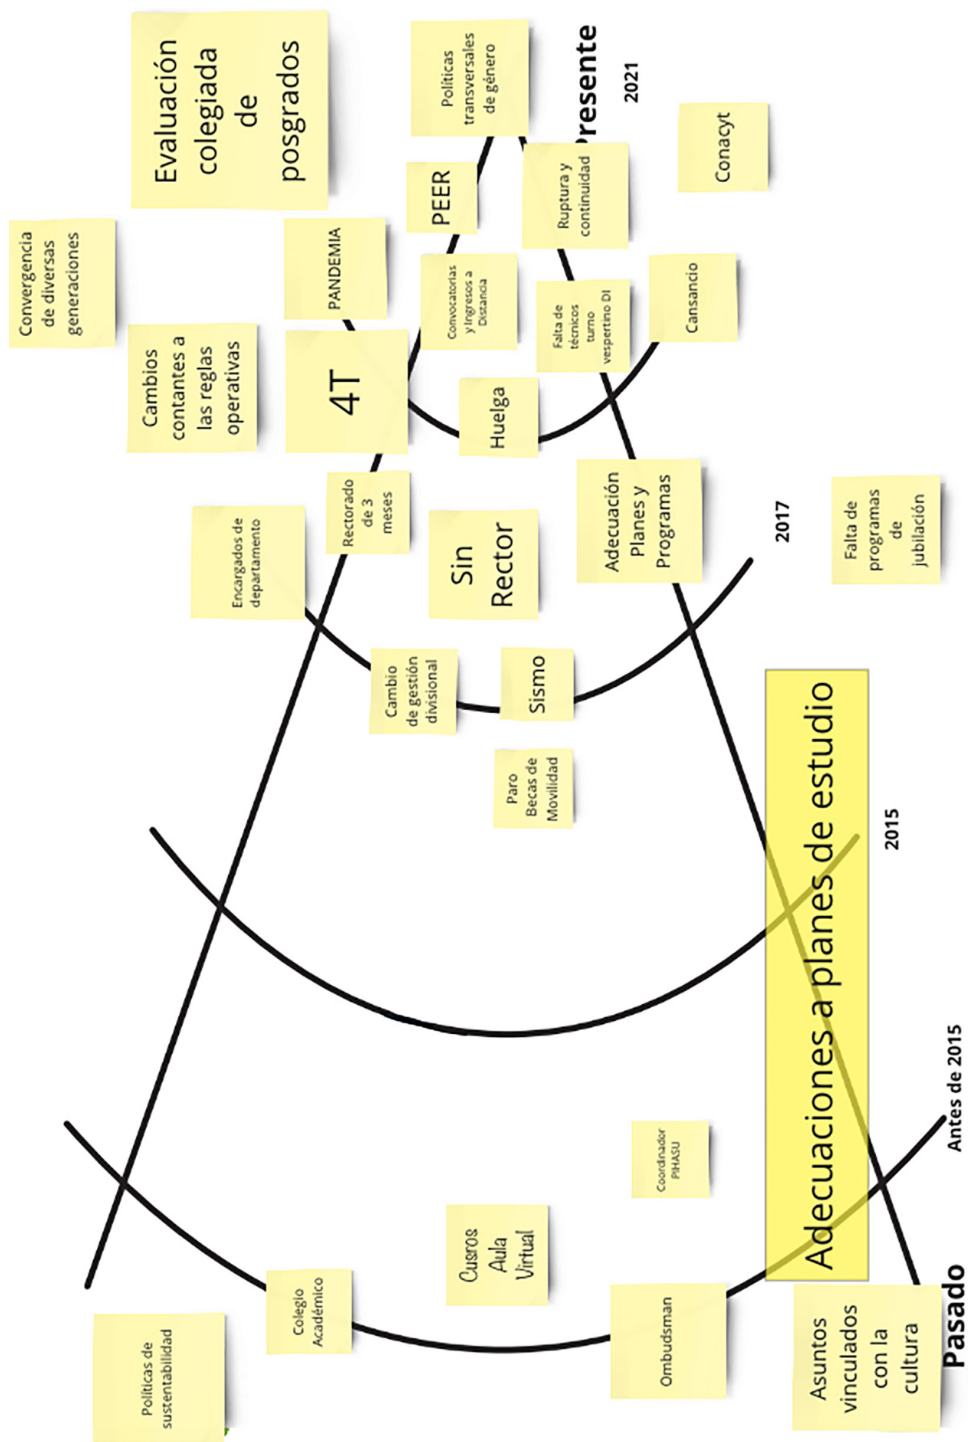 Pasado
Antes de 2015
2015
2017
Presente
2021
Políticas de
sustentabilidad
Colegio
Académico
Cusros
Aula
Virtual
Ombudsman
Coordinador
PIHASU
Asuntos
vinculados
con la
cultura
Adecuaciones a planes de estudio
Paro
Becas de
Movilidad
Cambio
de gestión
divisional
Sismo
Encargados de
departamento
Rectorado
de 3
meses
Sin
Rector
Adecuación
Planes y
Programas
Falta de
programas
de
jubilación
Convergencia
de diversas
generaciones
Cambios
contantes a
las reglas
operativas
4T
Huelga
PANDEMIA
Convocatorias
y Ingresos a
Distancia
Falta de
técnicos
turno
vespertino DI
Cansancio
Evaluación
colegiada
de
posgrados
PEER
Ruptura y
continuidad
Políticas
transversales
de género
Conacyt